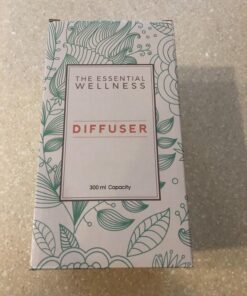 THE ESSENTIAL
WELLNESS
DIFFUSER
300 ml Capacity